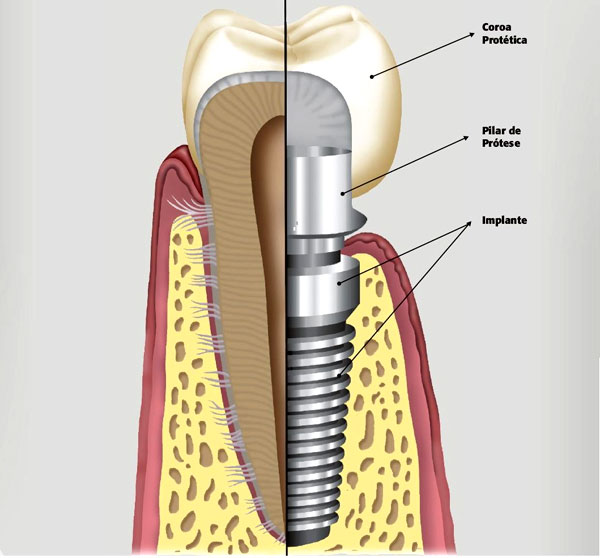 Coroa
Protética
Pilar de
Prótese
Implante